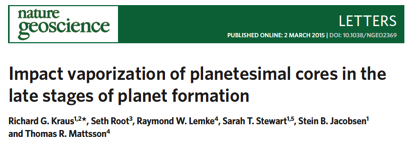 nature
geoscience
LETTERS
PUBLISHED ONLINE: 2 MARCH 2015 | DOI: 10.1038/NGEO2369
Impact vaporization of planetesimal cores in the
late stages of planet formation
Richard G. Kraus1,2*, Seth Root3, Raymond W. Lemke4, Sarah T. Stewart1,5, Stein B. Jacobsen1
and Thomas R. Mattsson4